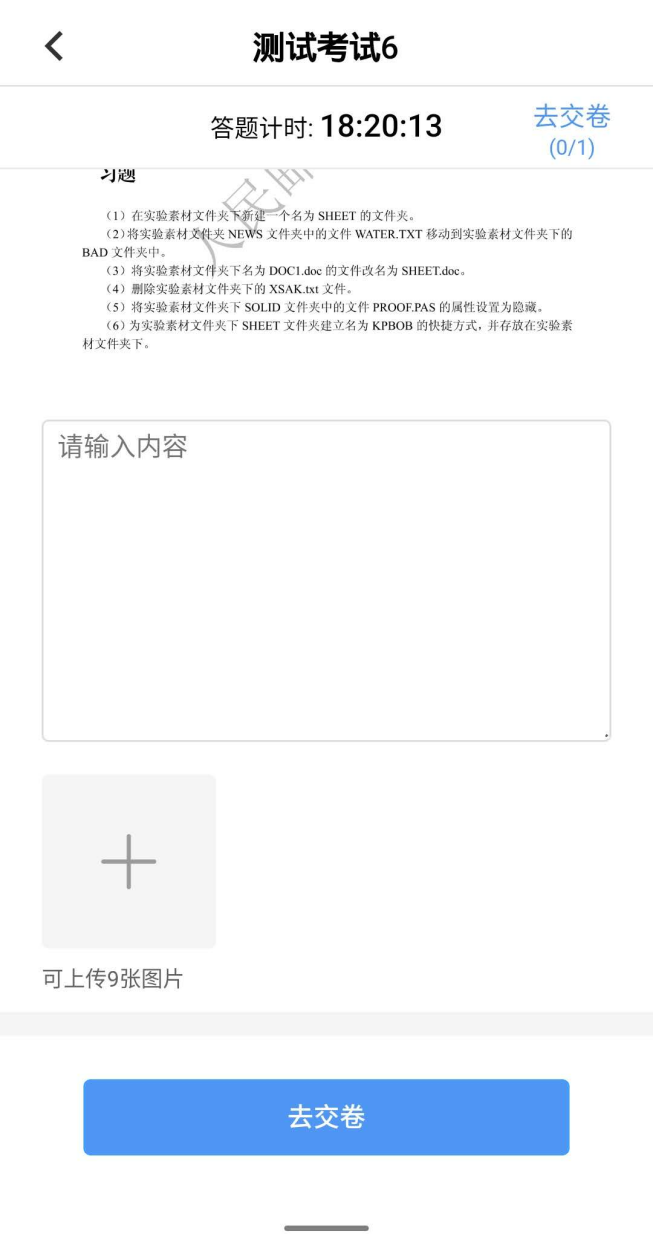 测试考试6
答题计时: 18:20:13
去交卷
(0/1)
习题
（1）在实验素材文件夹下新建一个名为 SHEET 的文件夹。
（2）将实验素材文件夹 NEWS 文件夹中的文件 WATER.TXT 移动到实验素材文件夹下的
BAD 文件夹中。
（3）将实验素材文件夹下名为 DOC1.doc 的文件改名为 SHEET.doc。
（4）删除实验素材文件夹下的 XSAK.txt 文件。
（5）将实验素材文件夹下 SOLID 文件夹中的文件 PROOF.PAS 的属性设置为隐藏。
（6）为实验素材文件夹下 SHEET 文件夹建立名为 KPBOB 的快捷方式，并存放在实验素
材文件夹下。
人民邮
请输入内容
可上传9张图片
去交卷